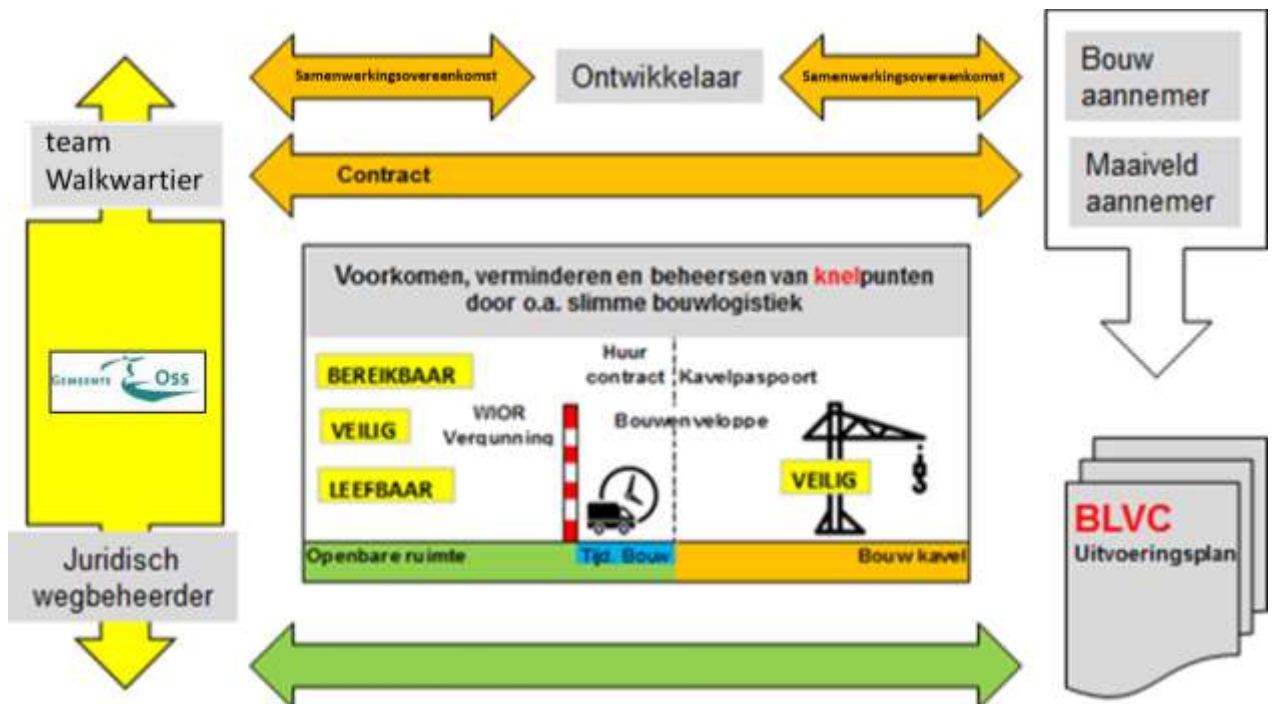 Samenwerkingsovereenkomst
Ontwikkelaar
Samenwerkingsovereenkomst
Bouw
aannemer
Maaiveld
aannemer
team
Walkwartier
Contract
Voorkomen, verminderen en beheersen van knelpunten
door o.a. slimme bouwlogistiek
GEMEENTE OSS
BEREIKBAAR
VEILIG
LEEFBAAR
WIOR
Vergunning
Huur
contract
Kavelpaspoort
Bouwenveloppe
VEILIG
Openbare ruimte
Tijd. Bouw
Bouw kavel
Juridisch
wegbeheerder
BLVC
Uitvoeringsplan